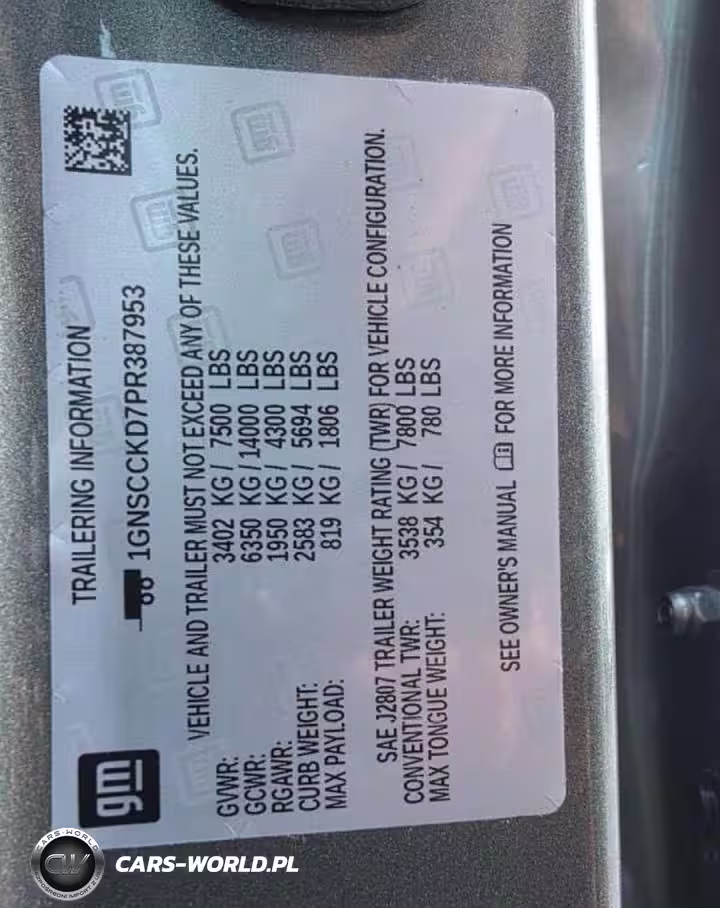 gm
TRAILERING INFORMATION
1GNSCCKD7PR387953
VEHICLE AND TRAILER MUST NOT EXCEED ANY OF THESE VALUES.
GVWR: 3402 KG / 7500 LBS
GCWR: 6350 KG / 14000 LBS
RGAWR: 1950 KG / 4300 LBS
CURB WEIGHT: 2583 KG / 5694 LBS
MAX PAYLOAD: 819 KG / 1806 LBS
SAE J2807 TRAILER WEIGHT RATING (TWR) FOR VEHICLE CONFIGURATION.
CONVENTIONAL TWR: 3538 KG / 7800 LBS
MAX TONGUE WEIGHT: 354 KG / 780 LBS
SEE OWNER'S MANUAL FOR MORE INFORMATION
CARS-WORLD
CW
CARS-WORLD.PL